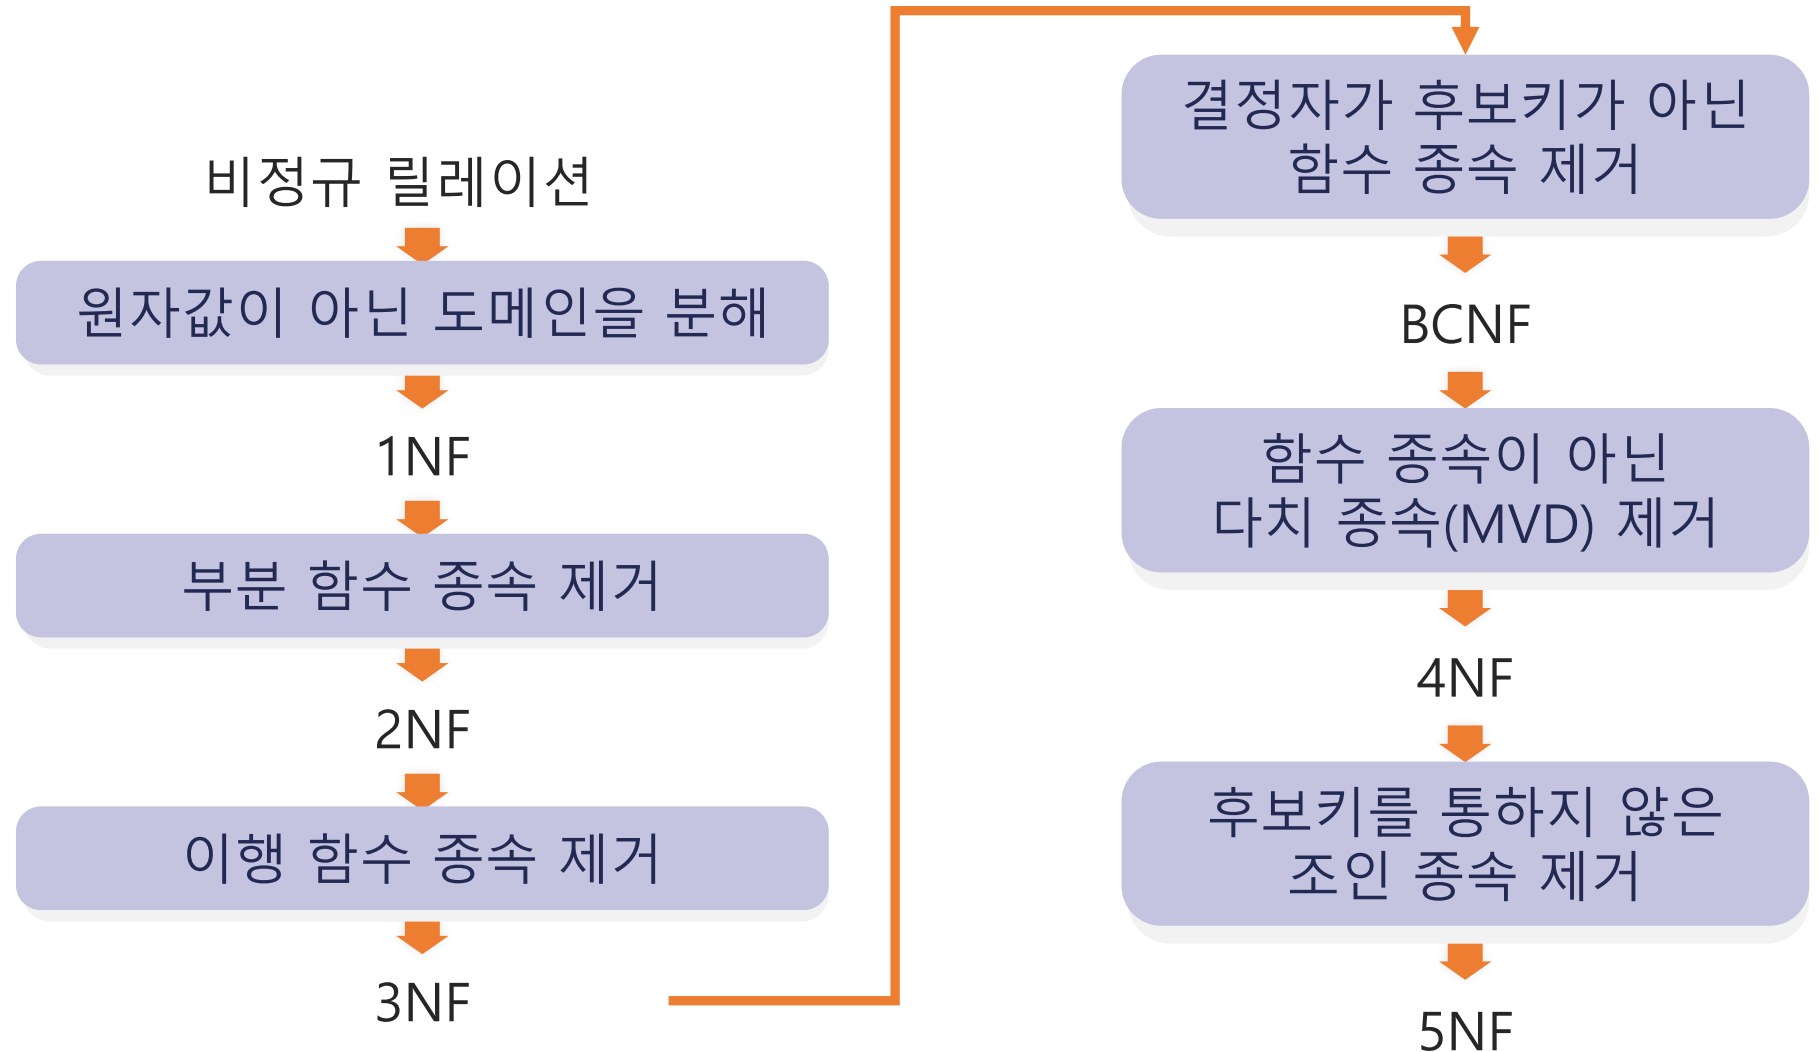 비정규 릴레이션
원자값이 아닌 도메인을 분해
1NF
부분 함수 종속 제거
2NF
이행 함수 종속 제거
3NF
결정자가 후보키가 아닌
함수 종속 제거
BCNF
함수 종속이 아닌
다치 종속(MVD) 제거
4NF
후보키를 통하지 않은
조인 종속 제거
5NF